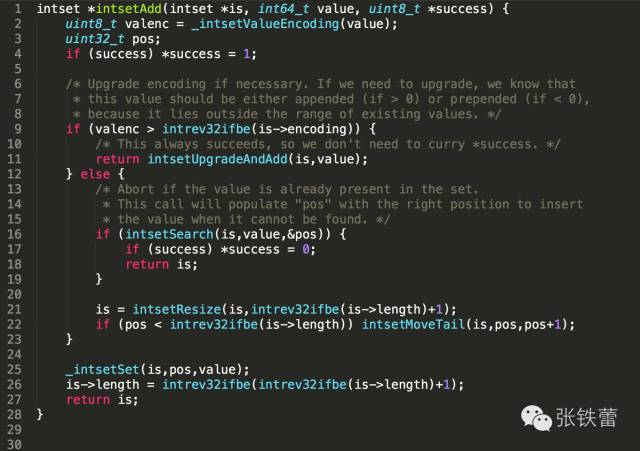 1 intset *intsetAdd(intset *is, int64_t value, uint8_t *success) {
2     uint8_t valenc = _intsetValueEncoding(value);
3     uint32_t pos;
4     if (success) *success = 1;
5
6     /* Upgrade encoding if necessary. If we need to upgrade, we know that
7      * this value should be either appended (if > 0) or prepended (if < 0),
8      * because it lies outside the range of existing values. */
9     if (valenc > intrev32ifbe(is->encoding)) {
10         /* This always succeeds, so we don't need to curry *success. */
11         return intsetUpgradeAndAdd(is,value);
12     } else {
13         /* Abort if the value is already present in the set.
14          * This call will populate "pos" with the right position to insert
15          * the value when it cannot be found. */
16         if (intsetSearch(is,value,&pos)) {
17             if (success) *success = 0;
18             return is;
19         }
20
21         is = intsetResize(is,intrev32ifbe(is->length)+1);
22         if (pos < intrev32ifbe(is->length)) intsetMoveTail(is,pos,pos+1);
23     }
24
25     _intsetSet(is,pos,value);
26     is->length = intrev32ifbe(intrev32ifbe(is->length)+1);
27     return is;
28 }
29
30
张铁蕾